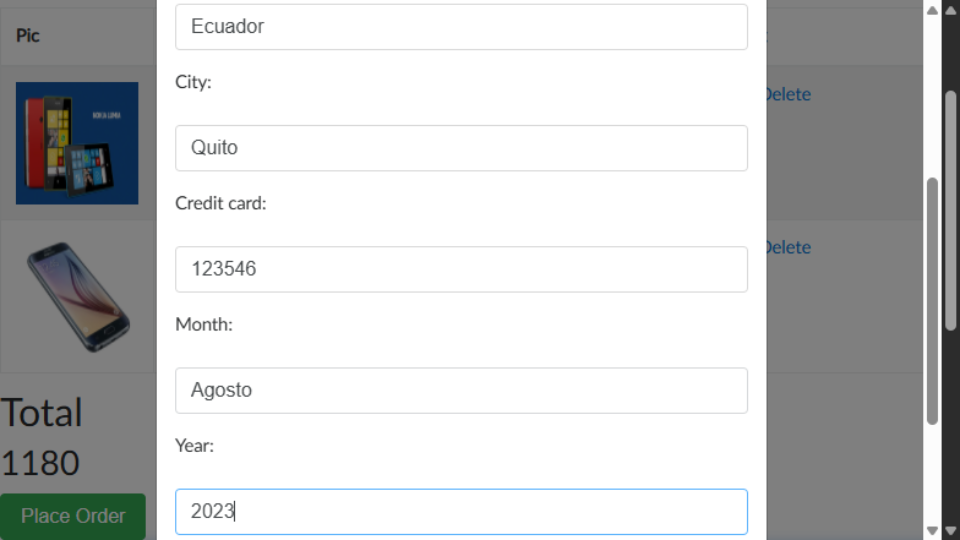 Pic
Ecuador
City:
Delete
Quito
Credit card:
Delete
123546
Month:
Agosto
Total
1180
Year:
2023
Place Order